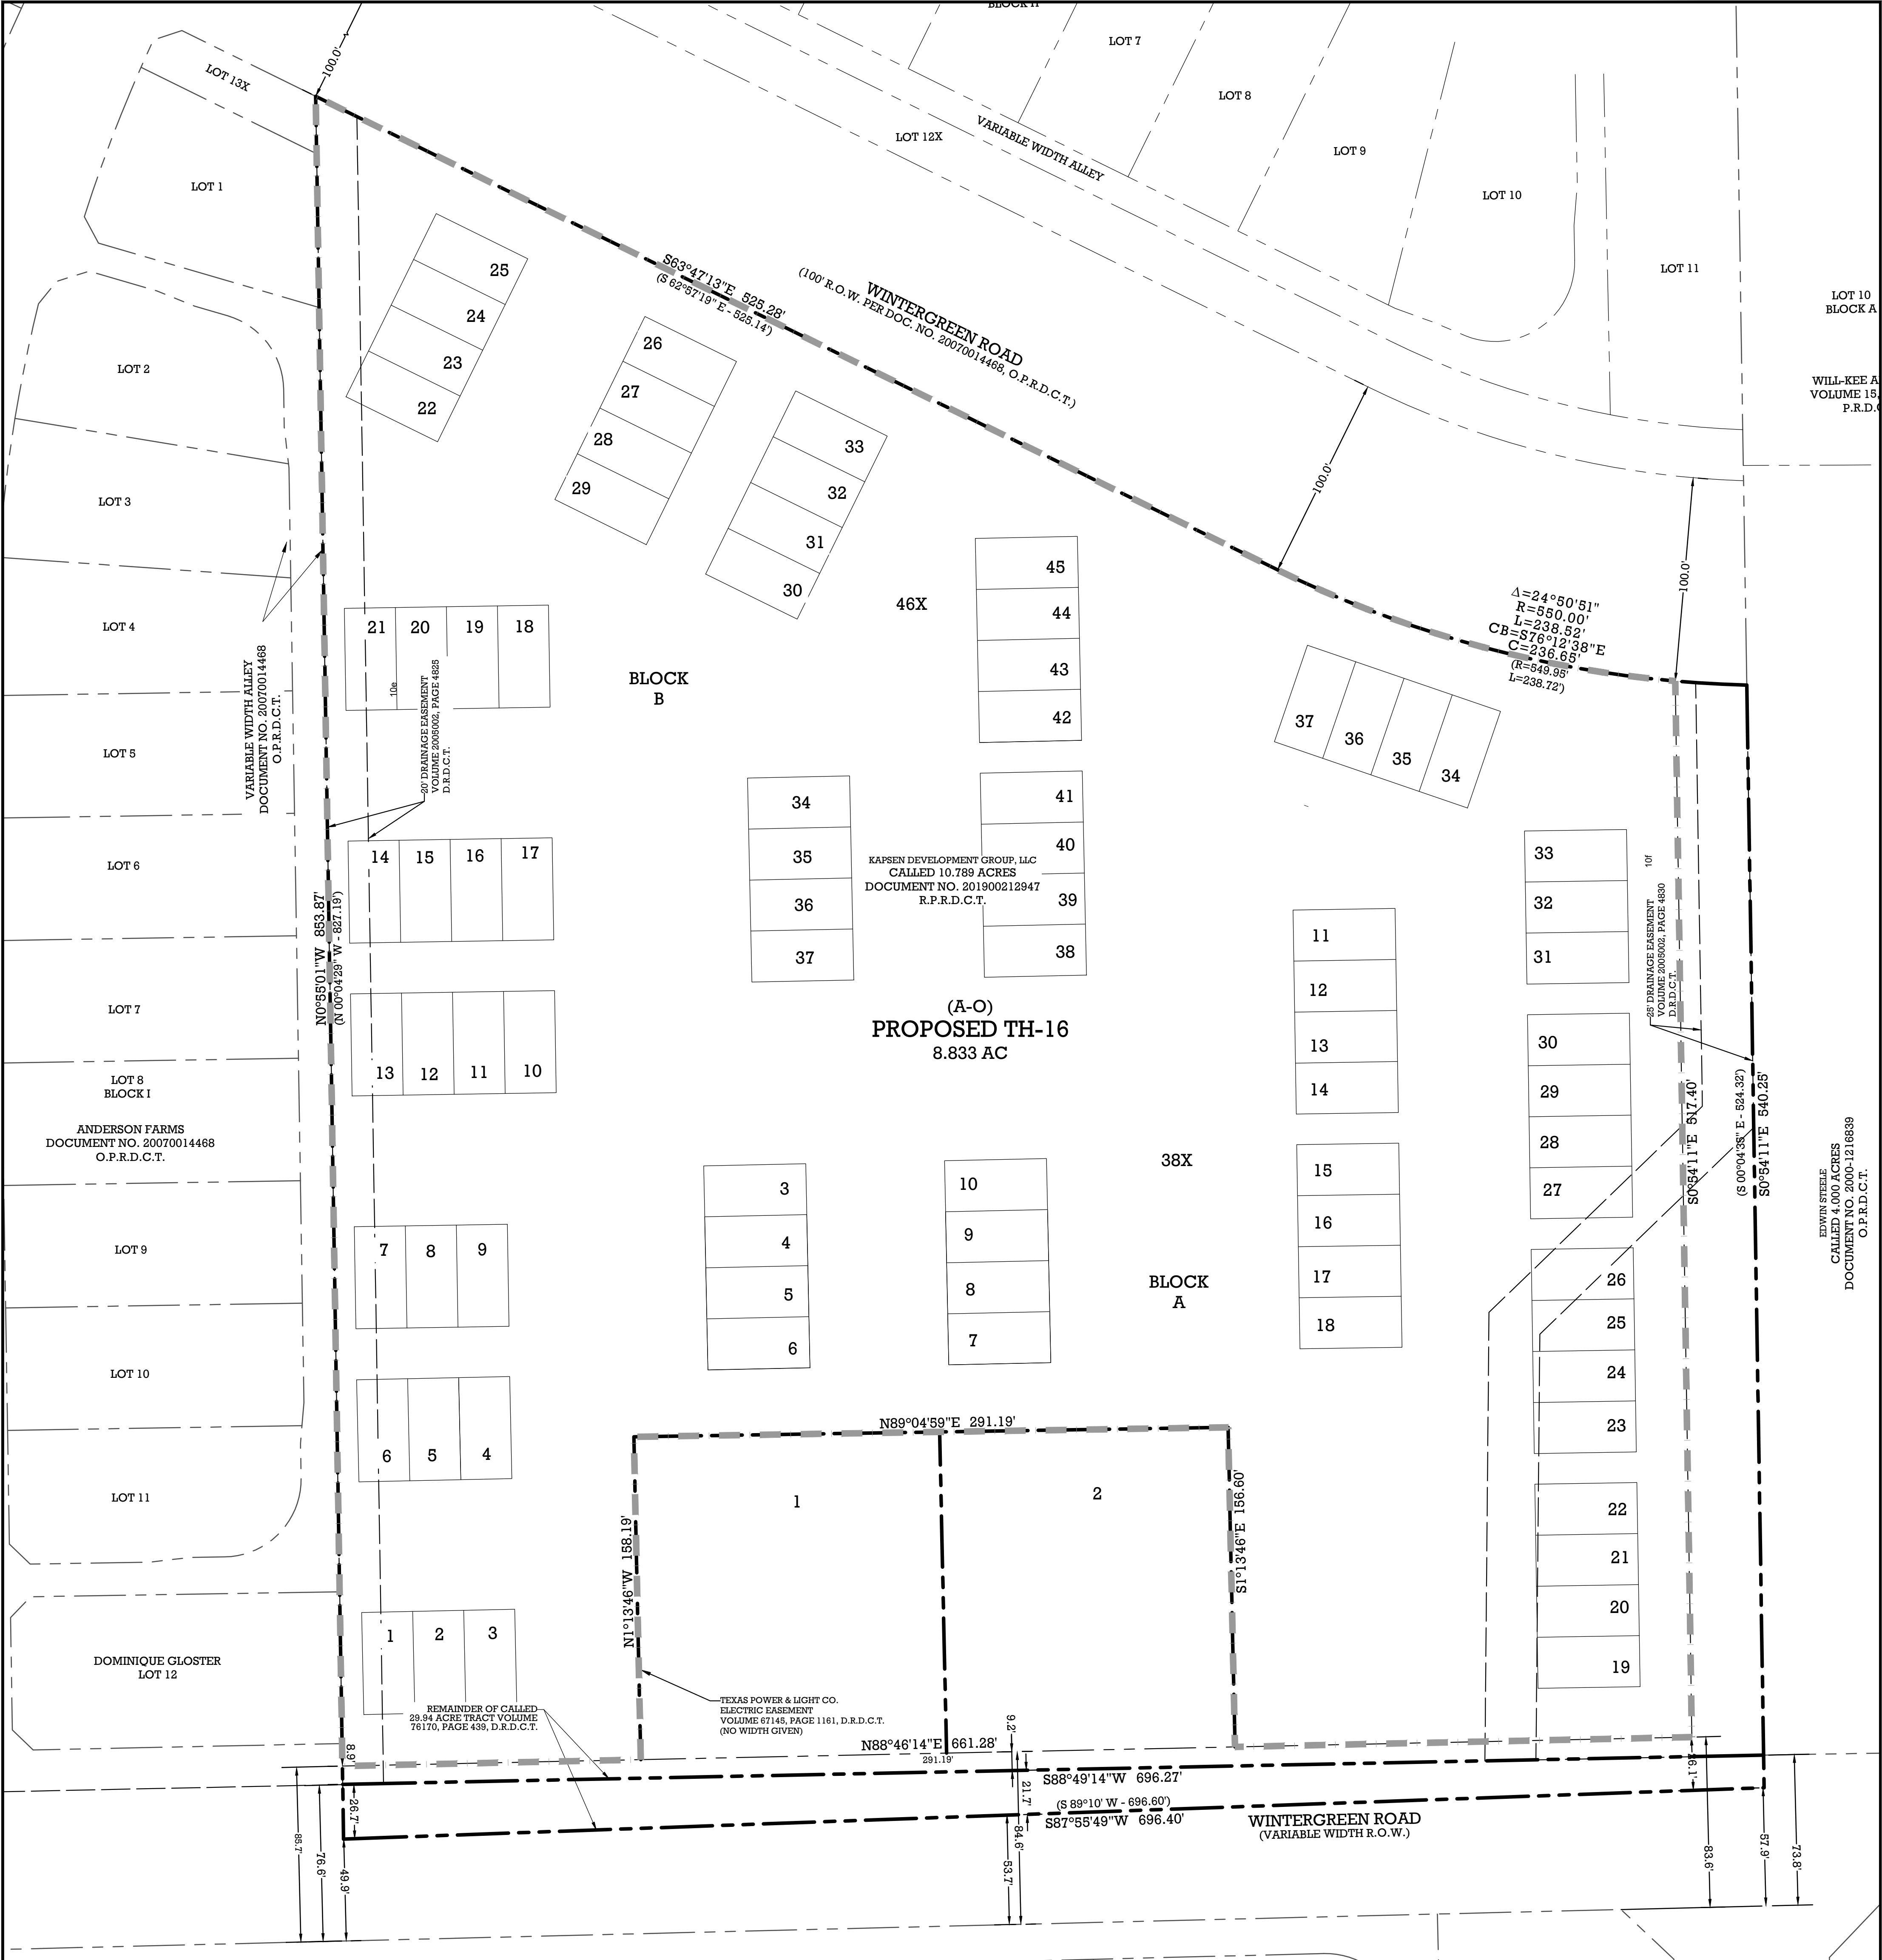 BLOCK H
LOT 7
LOT 8
LOT 9
LOT 10
LOT 11
LOT 12X
VARIABLE WIDTH ALLEY
LOT 10
BLOCK A
WILL-KEE A
VOLUME 15,
P.R.D.C
100.0'
LOT 13X
LOT 1
LOT 2
LOT 3
LOT 4
LOT 5
LOT 6
LOT 7
LOT 8
BLOCK I
ANDERSON FARMS
DOCUMENT NO. 20070014468
O.P.R.D.C.T.
LOT 9
LOT 10
LOT 11
DOMINIQUE GLOSTER
LOT 12
VARIABLE WIDTH ALLEY
DOCUMENT NO. 20070014468
O.P.R.D.C.T.
S63°47'13"E 525.28'
(S 62°57'19" E - 525.14')
WINTERGREEN ROAD
(100' R.O.W. PER DOC. NO. 20070014468, O.P.R.D.C.T.)
100.0'
100.0'
Δ=24°50'51"
R=550.00'
L=238.52'
CB=S76°12'38"E
C=236.65'
(R=549.95'
L=238.72')
25
24
23
22
26
27
28
29
33
32
31
30
46X
45
44
43
42
21
20
19
18
10e
20' DRAINAGE EASEMENT
VOLUME 2005002, PAGE 4825
D.R.D.C.T.
BLOCK
B
37
36
35
34
34
35
36
37
41
40
39
38
KAPSEN DEVELOPMENT GROUP, LLC
CALLED 10.789 ACRES
DOCUMENT NO. 201900212947
R.P.R.D.C.T.
14
15
16
17
N0°55'01"W 853.87'
(N 00°04'29" W - 827.19')
13
12
11
10
(A-O)
PROPOSED TH-16
8.833 AC
11
12
13
14
33
32
31
10f
25' DRAINAGE EASEMENT
VOLUME 2005002, PAGE 4830
D.R.D.C.T.
30
29
28
27
S0°54'11"E 517.40'
(S 00°04'35" E - 524.32')
S0°54'11"E 540.25'
EDWIN STEELE
CALLED 4.000 ACRES
DOCUMENT NO. 2000-1216839
O.P.R.D.C.T.
38X
3
4
5
6
10
9
8
7
15
16
17
18
BLOCK
A
7
8
9
6
5
4
26
25
24
23
22
21
20
19
N89°04'59"E 291.19'
1
2
N1°13'46"W 158.19'
S1°13'46"E 156.60'
1
2
3
REMAINDER OF CALLED
29.94 ACRE TRACT VOLUME
76170, PAGE 439, D.R.D.C.T.
TEXAS POWER & LIGHT CO.
ELECTRIC EASEMENT
VOLUME 67145, PAGE 1161, D.R.D.C.T.
(NO WIDTH GIVEN)
8.9'
9.2'
N88°46'14"E 661.28'
291.19'
S88°49'14"W 696.27'
(S 89°10' W - 696.60')
S87°55'49"W 696.40'
WINTERGREEN ROAD
(VARIABLE WIDTH R.O.W.)
26.7'
21.7'
84.6'
53.7'
85.7'
76.6'
49.9'
83.6'
57.9'
73.8'